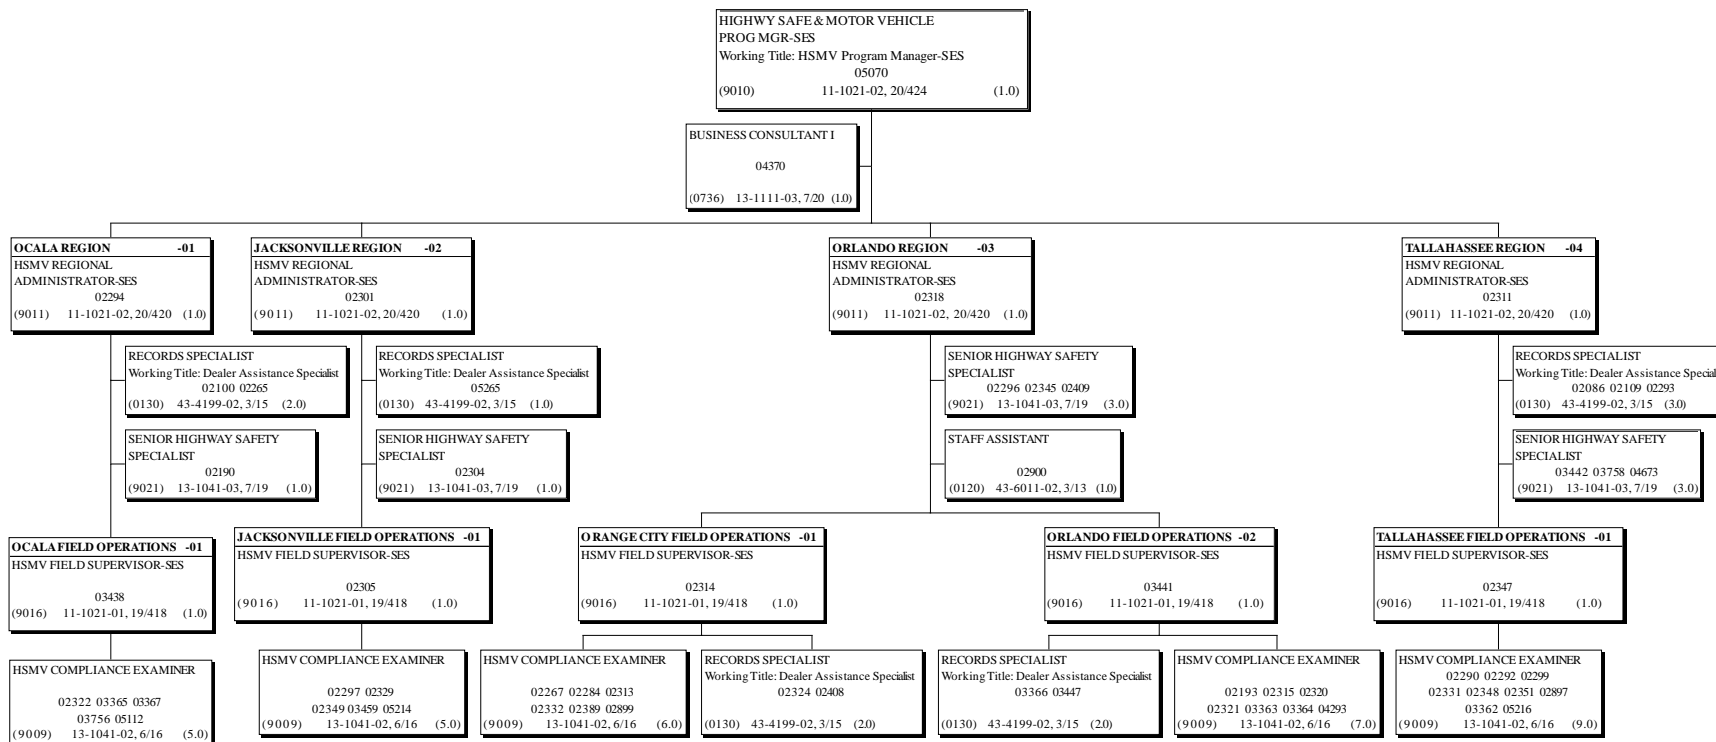 HIGHWY SAFE & MOTOR VEHICLE
PROG MGR-SES
Working Title: HSMV Program Manager-SES
05070
(9010) 11-1021-02, 20/424 (1.0)
BUSINESS CONSULTANT I
04370
(0736) 13-1111-03, 7/20 (1.0)
OCALA REGION -01
HSMV REGIONAL
ADMINISTRATOR-SES
02294
(9011) 11-1021-02, 20/420 (1.0)
JACKSONVILLE REGION -02
HSMV REGIONAL
ADMINISTRATOR-SES
02301
(9011) 11-1021-02, 20/420 (1.0)
ORLANDO REGION -03
HSMV REGIONAL
ADMINISTRATOR-SES
02318
(9011) 11-1021-02, 20/420 (1.0)
TALLAHASSEE REGION -04
HSMV REGIONAL
ADMINISTRATOR-SES
02311
(9011) 11-1021-02, 20/420 (1.0)
RECORDS SPECIALIST
Working Title: Dealer Assistance Specialist
02100 02265
(0130) 43-4199-02, 3/15 (2.0)
RECORDS SPECIALIST
Working Title: Dealer Assistance Specialist
05265
(0130) 43-4199-02, 3/15 (1.0)
SENIOR HIGHWAY SAFETY
SPECIALIST
02296 02345 02409
(9021) 13-1041-03, 7/19 (3.0)
RECORDS SPECIALIST
Working Title: Dealer Assistance Special
02086 02109 02293
(0130) 43-4199-02, 3/15 (3.0)
SENIOR HIGHWAY SAFETY
SPECIALIST
02190
(9021) 13-1041-03, 7/19 (1.0)
SENIOR HIGHWAY SAFETY
SPECIALIST
02304
(9021) 13-1041-03, 7/19 (1.0)
STAFF ASSISTANT
02900
(0120) 43-6011-02, 3/13 (1.0)
SENIOR HIGHWAY SAFETY
SPECIALIST
03442 03758 04673
(9021) 13-1041-03, 7/19 (3.0)
OCALA FIELD OPERATIONS -01
HSMV FIELD SUPERVISOR-SES
03438
(9016) 11-1021-01, 19/418 (1.0)
JACKSONVILLE FIELD OPERATIONS -01
HSMV FIELD SUPERVISOR-SES
02305
(9016) 11-1021-01, 19/418 (1.0)
ORANGE CITY FIELD OPERATIONS -01
HSMV FIELD SUPERVISOR-SES
02314
(9016) 11-1021-01, 19/418 (1.0)
ORLANDO FIELD OPERATIONS -02
HSMV FIELD SUPERVISOR-SES
03441
(9016) 11-1021-01, 19/418 (1.0)
TALLAHASSEE FIELD OPERATIONS -01
HSMV FIELD SUPERVISOR-SES
02347
(9016) 11-1021-01, 19/418 (1.0)
HSMV COMPLIANCE EXAMINER
02322 03365 03367
03756 05112
(9009) 13-1041-02, 6/16 (5.0)
HSMV COMPLIANCE EXAMINER
02297 02329
02349 03459 05214
(9009) 13-1041-02, 6/16 (5.0)
HSMV COMPLIANCE EXAMINER
02267 02284 02313
02332 02389 02899
(9009) 13-1041-02, 6/16 (6.0)
RECORDS SPECIALIST
Working Title: Dealer Assistance Specialist
02324 02408
(0130) 43-4199-02, 3/15 (2.0)
RECORDS SPECIALIST
Working Title: Dealer Assistance Specialist
03366 03447
(0130) 43-4199-02, 3/15 (2.0)
HSMV COMPLIANCE EXAMINER
02193 02315 02320
02321 03363 03364 04293
(9009) 13-1041-02, 6/16 (7.0)
HSMV COMPLIANCE EXAMINER
02290 02292 02299
02331 02348 02351 02897
03362 05216
(9009) 13-1041-02, 6/16 (9.0)